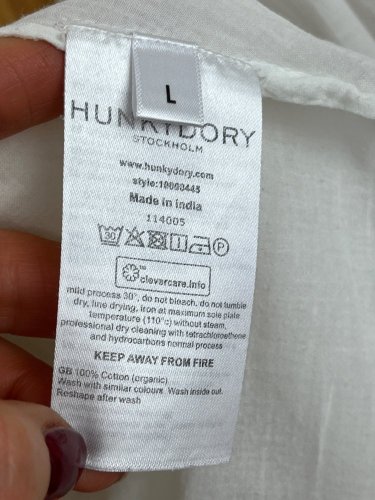 L
HUNKYDORY
STOCKHOLM
www.hunkydory.com
Made in india
114005
30
P
clevercare.info
mild process 30°, do not bleach, do not tumble
dry, line drying, iron at maximum sole plate
temperature (110°c) without steam,
professional dry cleaning with tetrachloroethene
and hydrocarbons normal process
KEEP AWAY FROM FIRE
GB 100% Cotton (organic)
Wash with similar colours. Wash inside out.
Reshape after wash